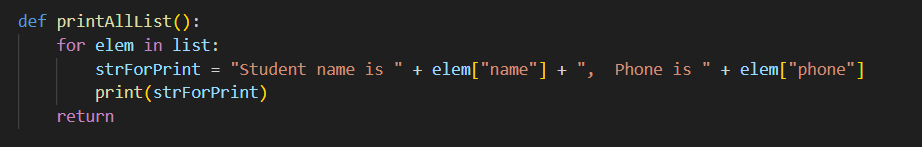 def printAllList():
    for elem in list:
        strForPrint = "Student name is " + elem["name"] + ",  Phone is " + elem["phone"]
        print(strForPrint)
    return